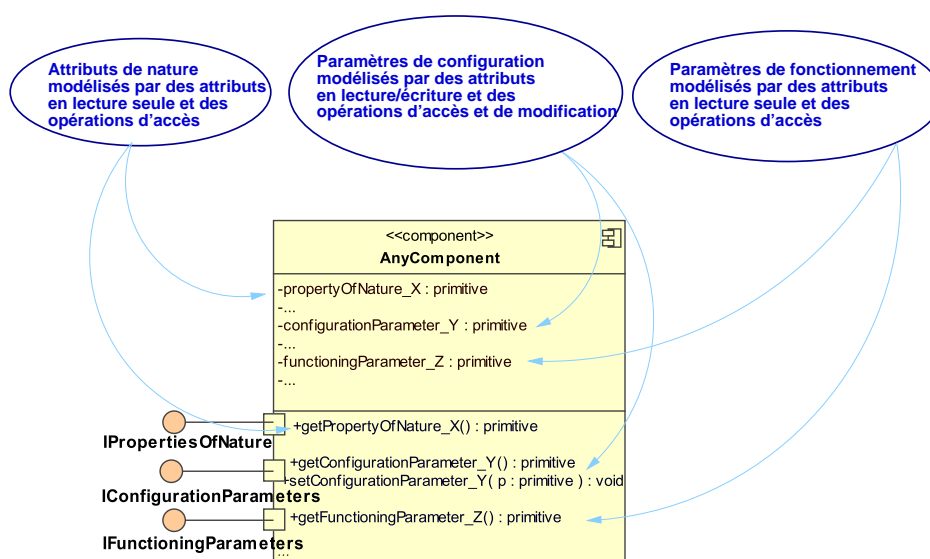 Attributs de nature
modélisés par des attributs
en lecture seule et des
opérations d'accès
Paramètres de configuration
modélisés par des attributs
en lecture/écriture et des
opérations d'accès et de modification
Paramètres de fonctionnement
modélisés par des attributs
en lecture seule et des
opérations d'accès
<<component>>
AnyComponent
-propertyOfNature_X : primitive
-...
-configurationParameter_Y : primitive
-...
-functioningParameter_Z : primitive
-...
+getPropertyOfNature_X() : primitive
IPropertiesOfNature
+getConfigurationParameter_Y() : primitive
+setConfigurationParameter_Y( p : primitive ) : void
IConfigurationParameters
+getFunctioningParameter_Z() : primitive
IFunctioningParameters
...